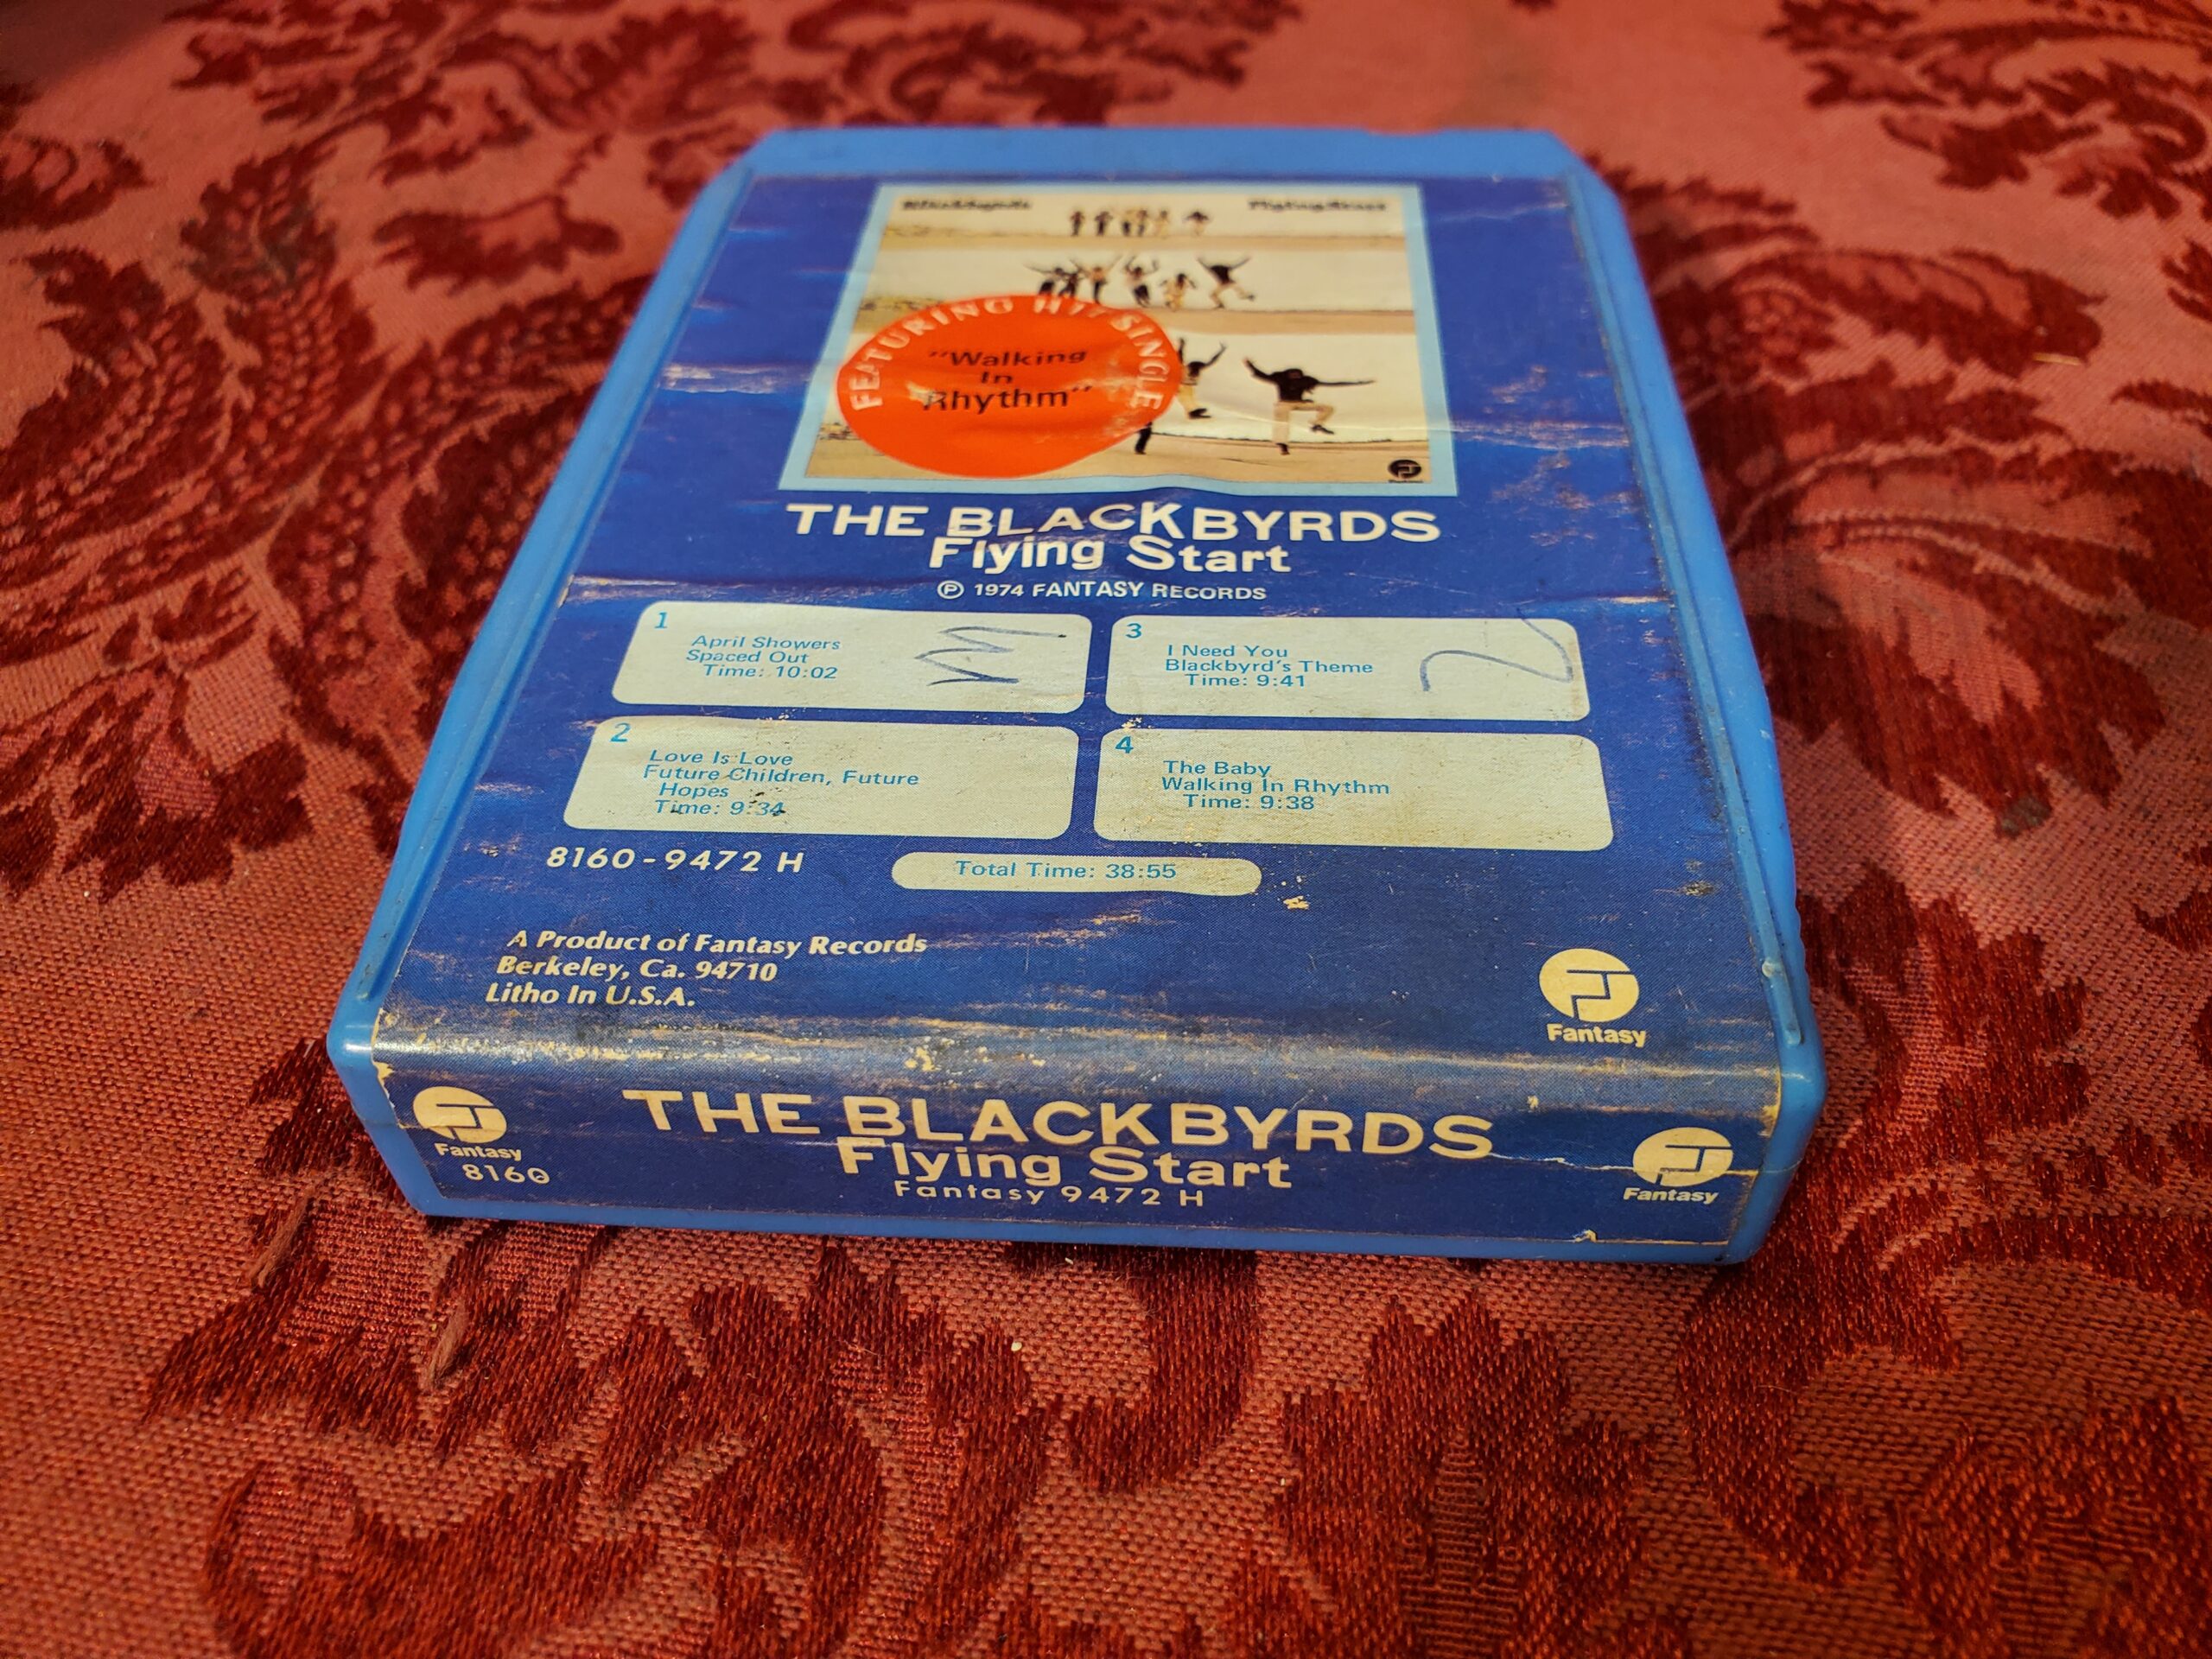 Blackbyrds
Flying Start
FEATURING HIT SINGLE
"Walking
In
Rhythm"
THE BLACKBYRDS
Flying Start
℗ 1974 FANTASY RECORDS
1
April Showers
Spaced Out
Time: 10:02
2
Love Is Love
Future Children, Future
Hopes
Time: 9:34
3
I Need You
Blackbyrd's Theme
Time: 9:41
4
The Baby
Walking In Rhythm
Time: 9:38
8160-9472 H
Total Time: 38:55
A Product of Fantasy Records
Berkeley, Ca. 94710
Litho In U.S.A.
Fantasy
Fantasy
8160
THE BLACKBYRDS
Flying Start
Fantasy 9472 H
Fantasy